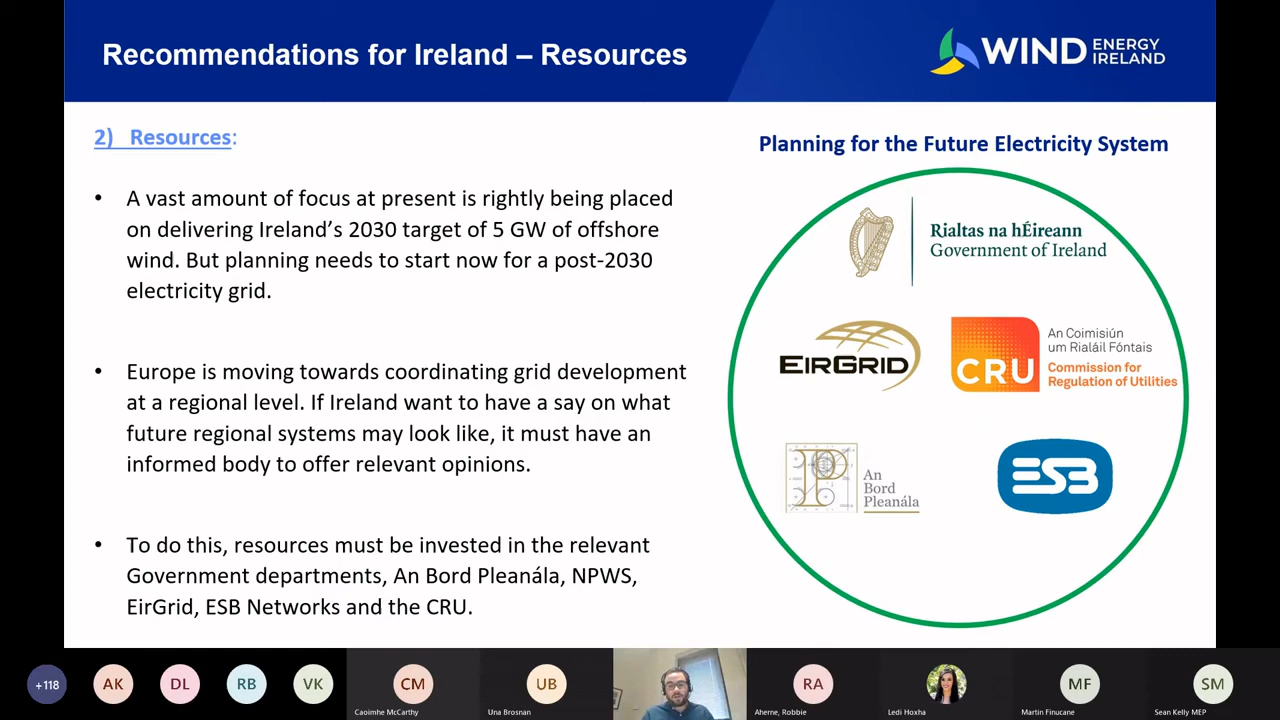 Recommendations for Ireland – Resources
WIND ENERGY
IRELAND
2) Resources:
• A vast amount of focus at present is rightly being placed
on delivering Ireland's 2030 target of 5 GW of offshore
wind. But planning needs to start now for a post-2030
electricity grid.
• Europe is moving towards coordinating grid development
at a regional level. If Ireland want to have a say on what
future regional systems may look like, it must have an
informed body to offer relevant opinions.
• To do this, resources must be invested in the relevant
Government departments, An Bord Pleanála, NPWS,
EirGrid, ESB Networks and the CRU.
Planning for the Future Electricity System
Rialtas na hÉireann
Government of Ireland
EIRGRID
CRU
An Coimisiún
um Rialáil Fóntais
Commission for
Regulation of Utilities
An
Bord
Pleanála
ESB
+118
AK
DL
RB
VK
CM
Caoimhe McCarthy
UB
Una Brosnan
RA
Aherne, Robbie
Ledi Hoxha
MF
Martin Finucane
SM
Sean Kelly MEP